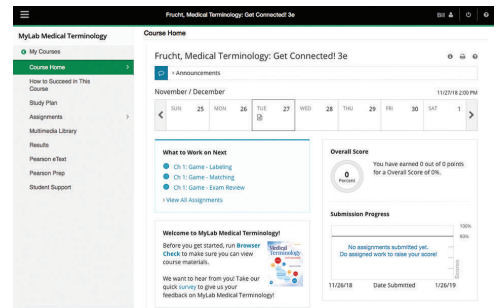 Frucht, Medical Terminology: Get Connected! 3e
Bill
MyLab Medical Terminology
Course Home
My Courses
Course Home
How to Succeed in This
Course
Study Plan
Assignments
Multimedia Library
Results
Pearson eText
Pearson Prep
Student Support
Frucht, Medical Terminology: Get Connected! 3e
› Announcements
November / December
11/27/18 2:00 PM
SUN 25 MON 26 TUE 27 WED 28 THU 29 FRI 30 SAT 1
What to Work on Next
Ch 1: Game - Labeling
Ch 1: Game - Matching
Ch 1: Game - Exam Review
› View All Assignments
Overall Score
0
Percent
You have earned 0 out of 0 points
for a Overall Score of 0%.
Submission Progress
100%
No assignments submitted yet.
Do assigned work to raise your score!
Success
11/26/18 Date Submitted 1/26/19
Welcome to MyLab Medical Terminology!
Before you get started, run Browser
Check to make sure you can view
course materials.
We want to hear from you! Take our
quick survey to give us your
feedback on MyLab Medical Terminology!
Medical
Terminology